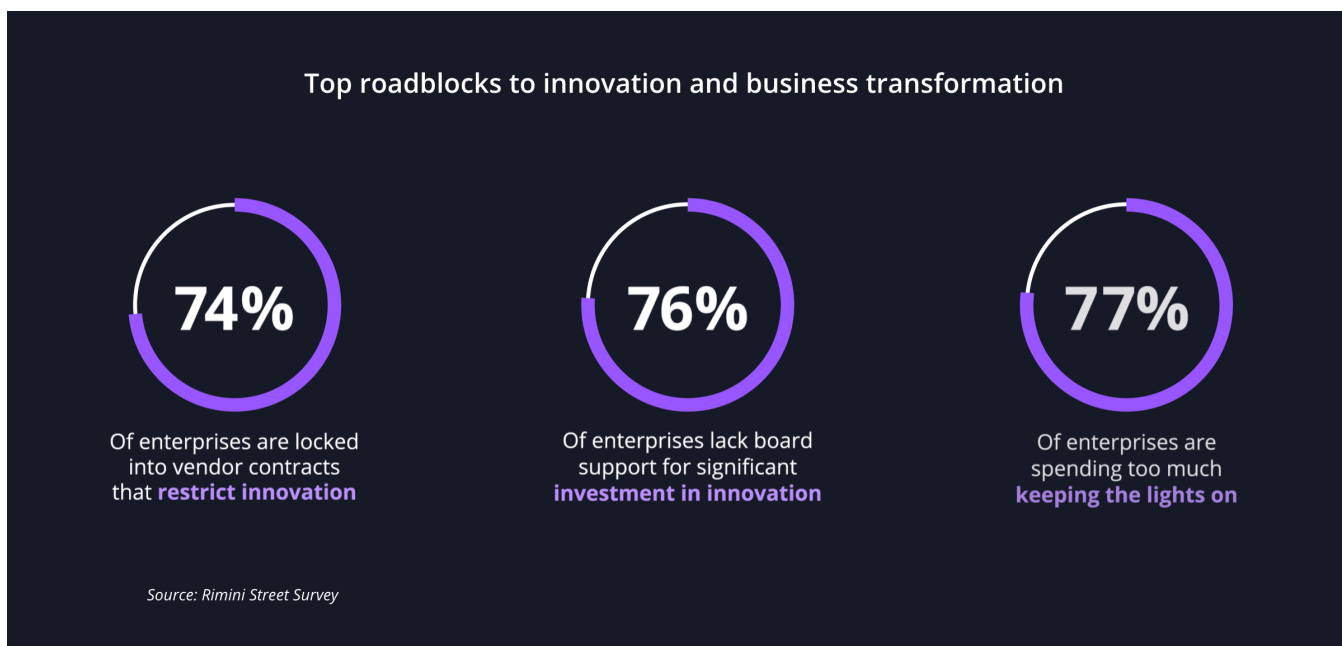 Top roadblocks to innovation and business transformation
74%
Of enterprises are locked
into vendor contracts
that restrict innovation
76%
Of enterprises lack board
support for significant
investment in innovation
77%
Of enterprises are
spending too much
keeping the lights on
Source: Rimini Street Survey